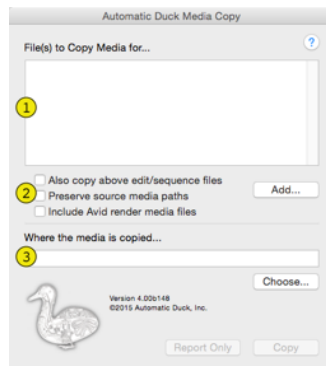 Automatic Duck Media Copy
File(s) to Copy Media for...
?
1
Also copy above edit/sequence files
2
Preserve source media paths
Add...
Include Avid render media files
Where the media is copied...
3
Choose...
Version 4.00b148
©2015 Automatic Duck, Inc.
Report Only
Copy